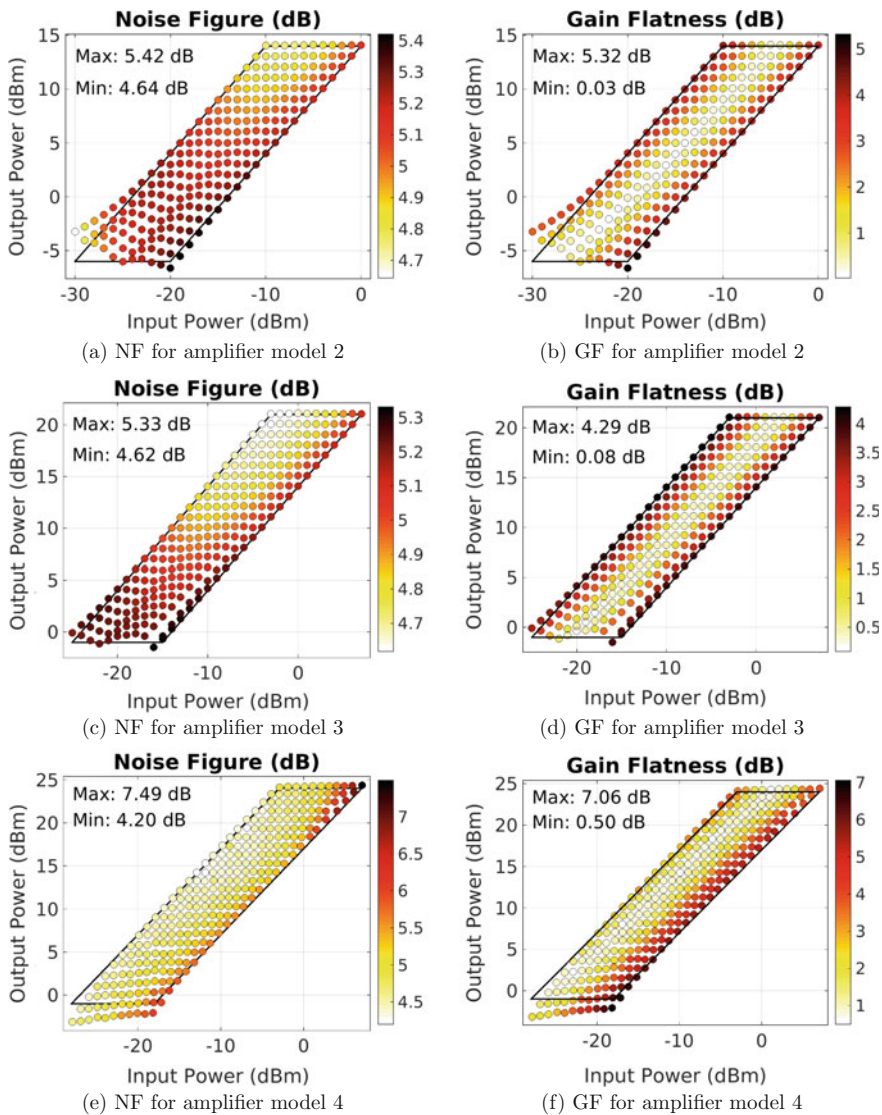 Noise Figure (dB)
Max: 5.42 dB
Min: 4.64 dB
15
10
5
0
-5
Output Power (dBm)
-30
-20
-10
0
Input Power (dBm)
5.4
5.3
5.2
5.1
5
4.9
4.8
4.7
(a) NF for amplifier model 2
Gain Flatness (dB)
Max: 5.32 dB
Min: 0.03 dB
15
10
5
0
-5
Output Power (dBm)
-30
-20
-10
0
Input Power (dBm)
5
4
3
2
1
(b) GF for amplifier model 2
Noise Figure (dB)
Max: 5.33 dB
Min: 4.62 dB
20
15
10
5
0
Output Power (dBm)
-20
-10
0
Input Power (dBm)
5.3
5.2
5.1
5
4.9
4.8
4.7
(c) NF for amplifier model 3
Gain Flatness (dB)
Max: 4.29 dB
Min: 0.08 dB
20
15
10
5
0
Output Power (dBm)
-20
-10
0
Input Power (dBm)
4
3.5
3
2.5
2
1.5
1
0.5
(d) GF for amplifier model 3
Noise Figure (dB)
Max: 7.49 dB
Min: 4.20 dB
25
20
15
10
5
0
Output Power (dBm)
-20
-10
0
Input Power (dBm)
7
6.5
6
5.5
5
4.5
(e) NF for amplifier model 4
Gain Flatness (dB)
Max: 7.06 dB
Min: 0.50 dB
25
20
15
10
5
0
Output Power (dBm)
-20
-10
0
Input Power (dBm)
7
6
5
4
3
2
1
(f) GF for amplifier model 4